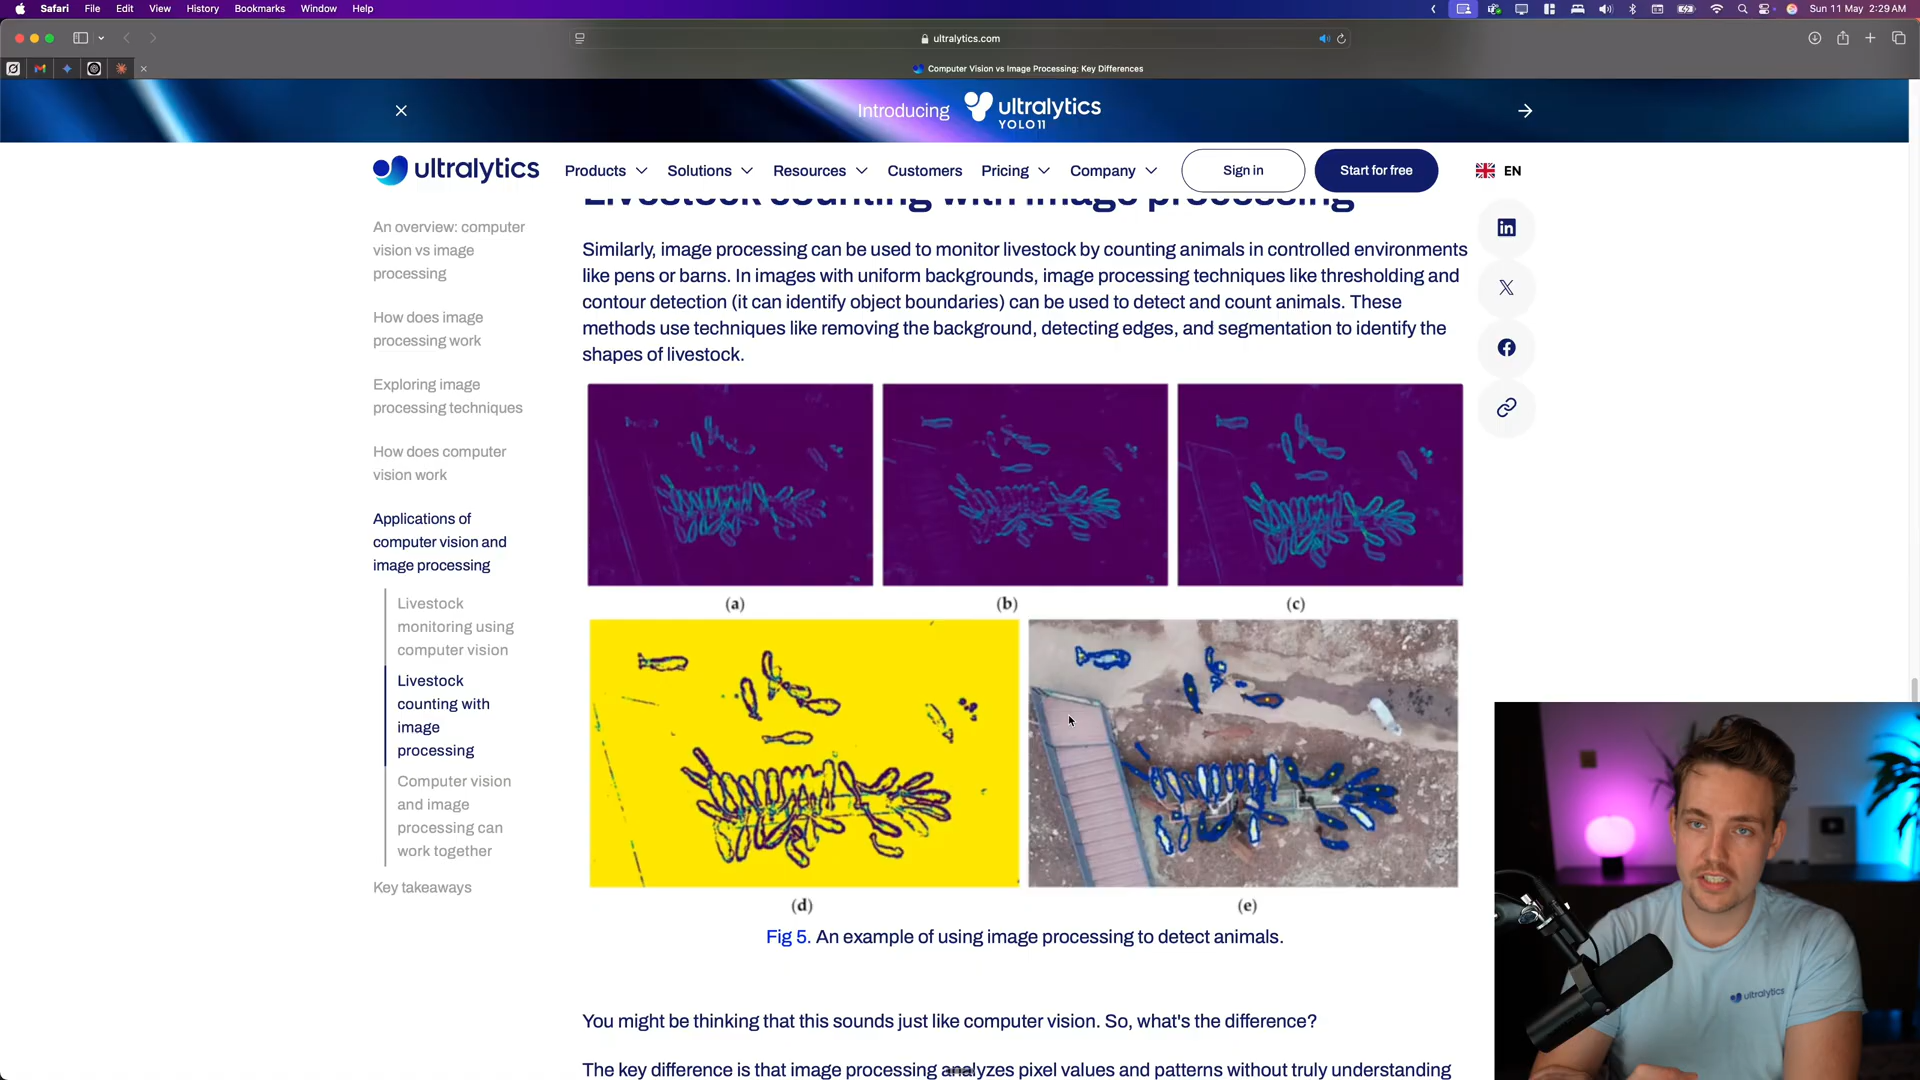 Safari File Edit View History Bookmarks Window Help Sun 11 May 2:29 AM
ultralytics.com
Computer Vision vs Image Processing: Key Differences
Introducing ultralytics
YOLO11
ultralytics Products Solutions Resources Customers Pricing Company Sign in Start for free EN
An overview: computer
vision vs image
processing
How does image
processing work
Exploring image
processing techniques
How does computer
vision work
Applications of
computer vision and
image processing
Livestock
monitoring using
computer vision
Livestock
counting with
image
processing
Computer vision
and image
processing can
work together
Key takeaways
Livestock counting with image processing
Similarly, image processing can be used to monitor livestock by counting animals in controlled environments
like pens or barns. In images with uniform backgrounds, image processing techniques like thresholding and
contour detection (it can identify object boundaries) can be used to detect and count animals. These
methods use techniques like removing the background, detecting edges, and segmentation to identify the
shapes of livestock.
(a) (b) (c)
(d) (e)
Fig 5. An example of using image processing to detect animals.
You might be thinking that this sounds just like computer vision. So, what's the difference?
The key difference is that image processing analyzes pixel values and patterns without truly understanding
ultralytics